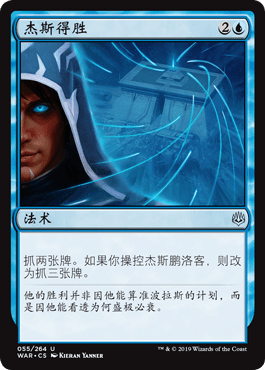 杰斯得胜 2
法术
抓两张牌。如果你操控杰斯鹏洛客，则改
为抓三张牌。
他的胜利并非因他能算准波拉斯的计划，而
是因他能看透为何盛极必衰。
055/264 U
WAR • CS KIERAN YANNER
™ & © 2019 Wizards of the Coast